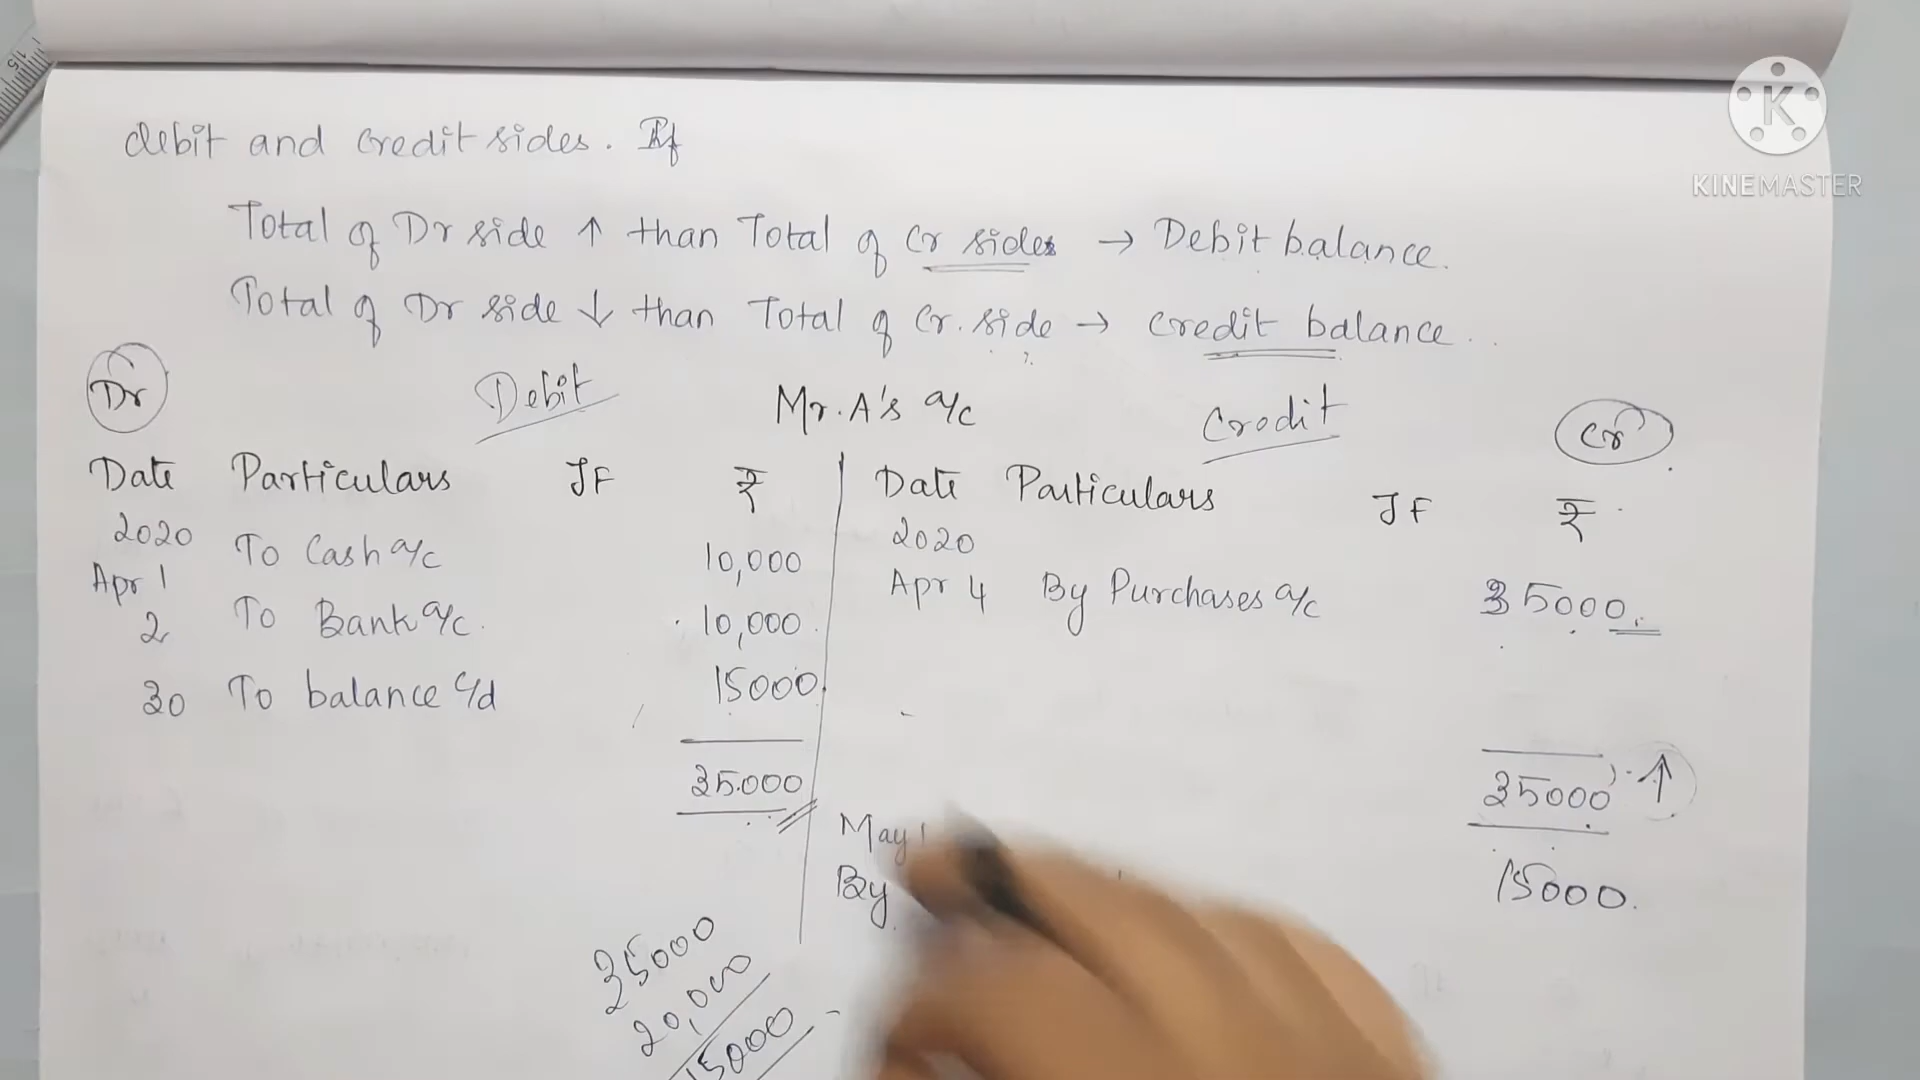 15
KINEMASTER
debit and credit sides. If
Total of Dr side ↑ than Total of Cr sides → Debit balance.
Total of Dr side ↓ than Total of Cr. side → credit balance..
Dr Debit Mr. A's a/c Credit Cr
Date Particulars JF ₹ Date Particulars JF ₹
2020 To Cash a/c 10,000 2020
Apr 1 Apr 4 By Purchases a/c 35000
2 To Bank a/c. 10,000
30 To balance c/d 15000
35000 35000 ↑
May 1
By 15000.
35000
20,000
15000